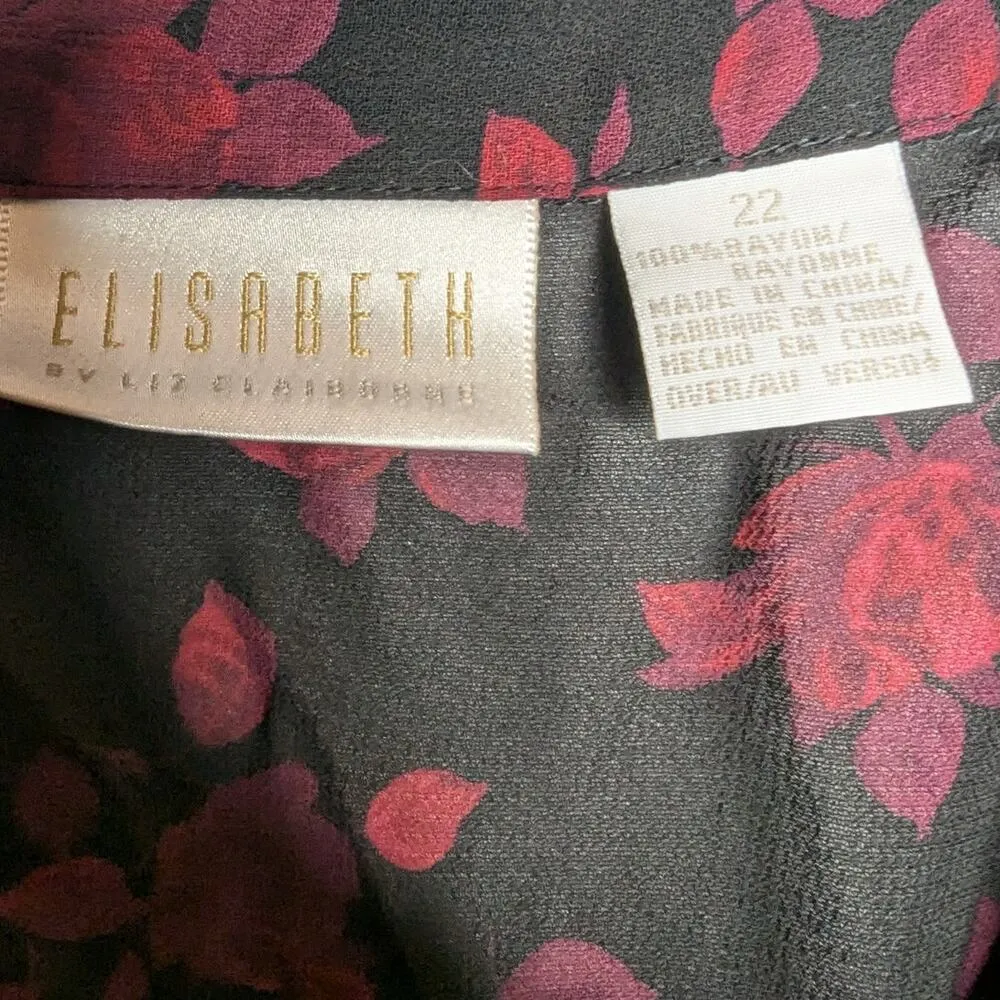 ELISABETH
BY LIZ CLAIBORNE
22
100% RAYON/
RAYONNE
MADE IN CHINA/
FABRIQUE EN CHINE/
HECHO EN CHINA
OVER/AU VERSO↓